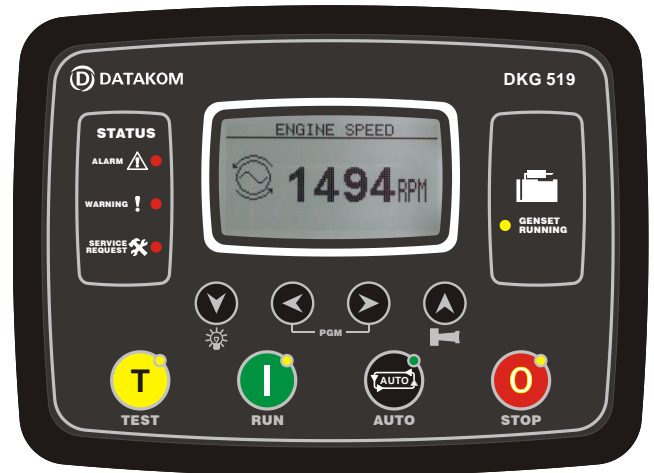 D DATAKOM
DKG 519
STATUS
ALARM
WARNING
SERVICE
REQUEST
ENGINE SPEED
1494 RPM
GENSET
RUNNING
PGM
T
I
AUTO
O
TEST
RUN
AUTO
STOP